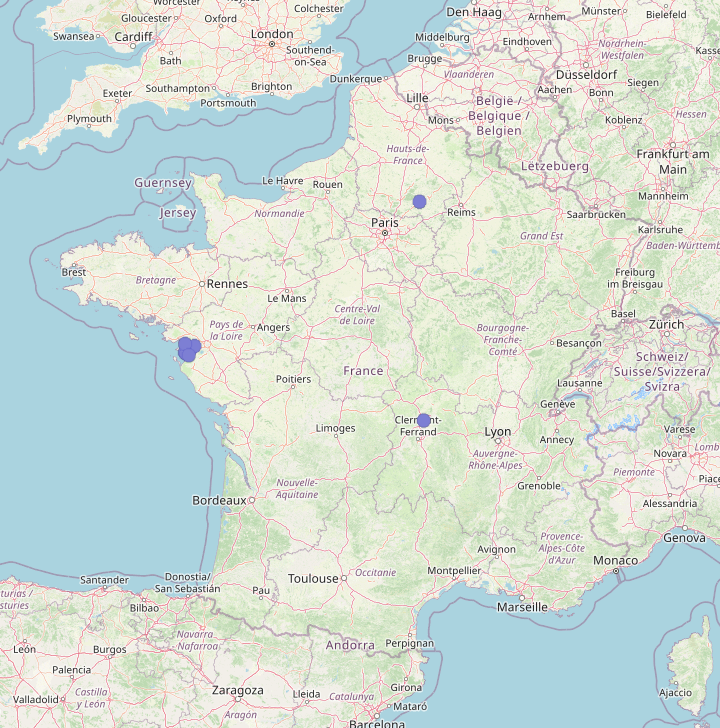 Worcester
Colchester
Den Haag
Gloucester
Oxford
Arnhem
Münster
Bielefeld
Swansea
Cardiff
London
Middelburg
Eindhoven
Nordrhein-
Westfalen
Kasse
Bath
Southend-
on-Sea
Brugge
Vlaanderen
Düsseldorf
Dunkerque
Aachen
Siegen
Exeter
Southampton
Brighton
Lille
België /
Belgique /
Belgien
Bonn
Portsmouth
Plymouth
Mons
Koblenz
Hessen
Hauts-de-
France
Lëtzebuerg
Frankfurt am
Main
Guernsey
Le Havre
Rouen
Mannheim
Jersey
Normandie
Reims
Saarbrücken
Paris
Karlsruhe
Grand Est
Baden-Württemb
Brest
Bretagne
Rennes
Freiburg
im Breisgau
Le Mans
Centre-Val
de Loire
Basel
Pays de
la Loire
Angers
Bourgogne-
Franche-
Comté
Besançon
Zürich
Schweiz/
Suisse/Svizzera/
Svizra
France
Poitiers
Lausanne
Genève
Limoges
Clermont-
Ferrand
Lyon
Annecy
Varese
Novara
Lomb
Auvergne-
Rhône-Alpes
Piemonte
Piace
Nouvelle-
Aquitaine
Grenoble
Bordeaux
Alessandria
Provence-
Alpes-Côte
d'Azur
Genova
Avignon
Monaco
Santander
Donostia/
San Sebastián
Toulouse
Occitanie
Montpellier
turias /
sturias
Bilbao
Pau
Marseille
Navarra
Nafarroa
Andorra
Perpignan
León
Burgos
Palencia
Girona
Ajaccio
Valladolid
Castilla
y León
Zaragoza
Lleida
Catalunya
Mataró
Aragón
Barcelona